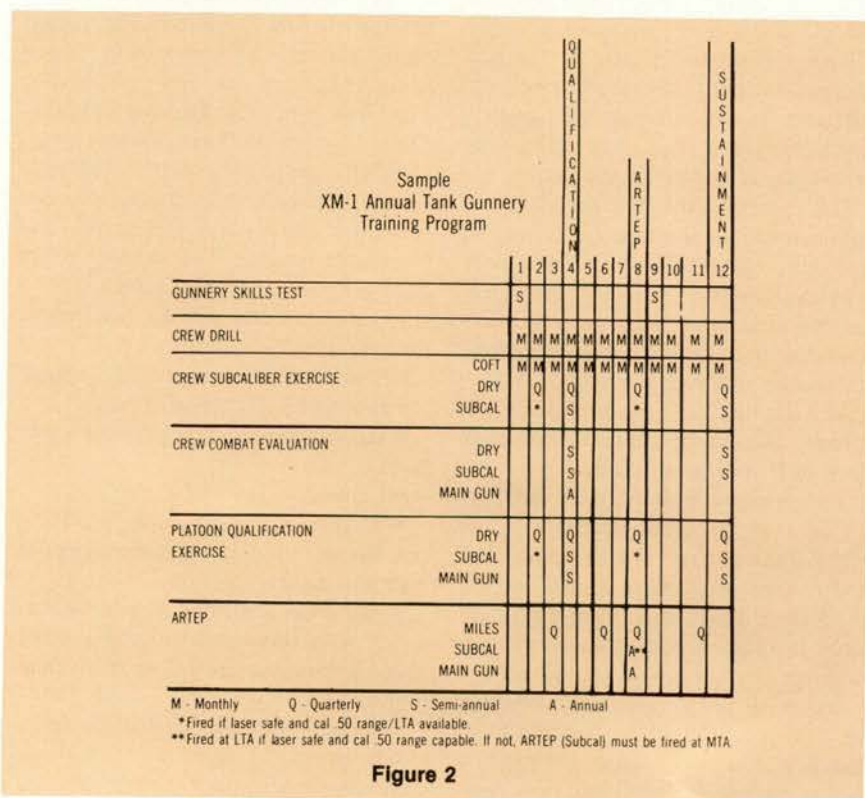 QUALIFICATION
SUSTAINMENT
ARTEP
Sample
XM-1 Annual Tank Gunnery
Training Program
1 2 3 4 5 6 7 8 9 10 11 12
GUNNERY SKILLS TEST S S
CREW DRILL M M M M M M M M M M M M
COFT M M M M M M M M M M M M
CREW SUBCALIBER EXERCISE
DRY Q Q Q Q
SUBCAL * S * S
CREW COMBAT EVALUATION DRY S S
SUBCAL S S
MAIN GUN A
PLATOON QUALIFICATION DRY Q Q Q Q
EXERCISE SUBCAL * S * S
MAIN GUN S S
ARTEP
MILES Q Q Q Q
SUBCAL A**
MAIN GUN A
M - Monthly Q - Quarterly S - Semi-annual A - Annual
*Fired if laser safe and cal .50 range/LTA available.
**Fired at LTA if laser safe and cal .50 range capable. If not, ARTEP (Subcal) must be fired at MTA.
Figure 2